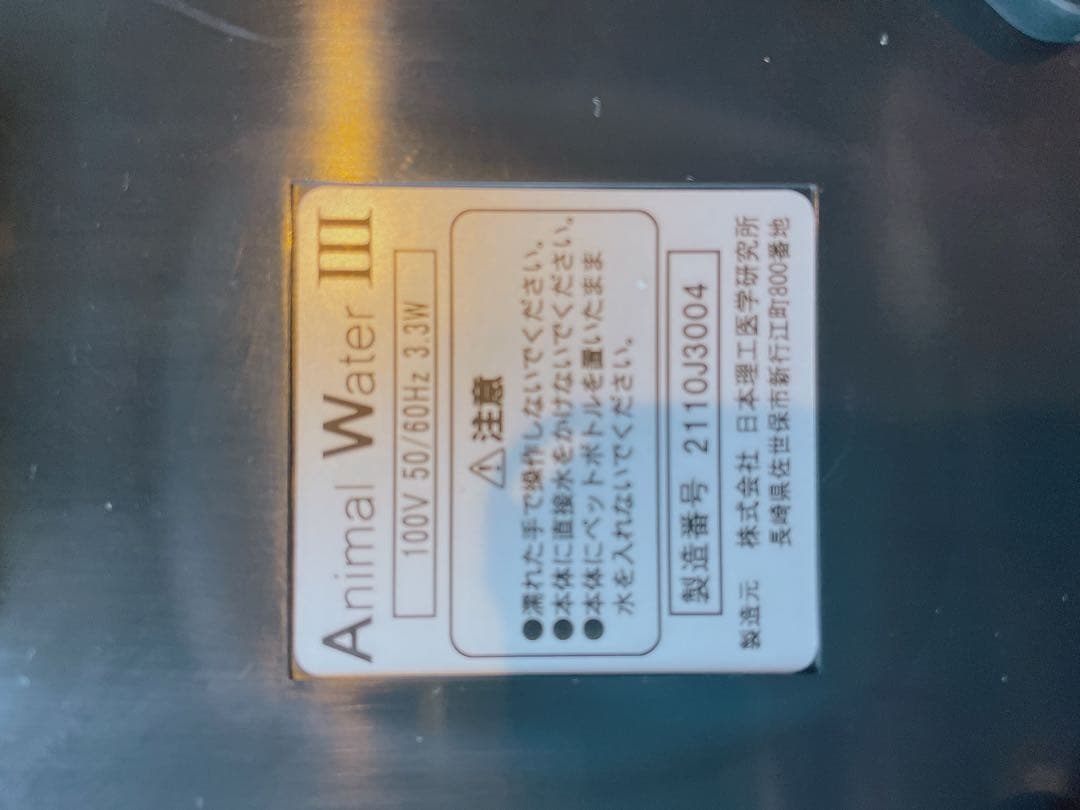 Animal Water III
100V 50/60Hz 3.3W
⚠注意
●濡れた手で操作しないでください。
●本体に直接水をかけないでください。
●本体にペットボトルを置いたまま
水を入れないでください。
製造番号 2110J3004
製造元 株式会社 日本理工医学研究所
長崎県佐世保市新行江町800番地